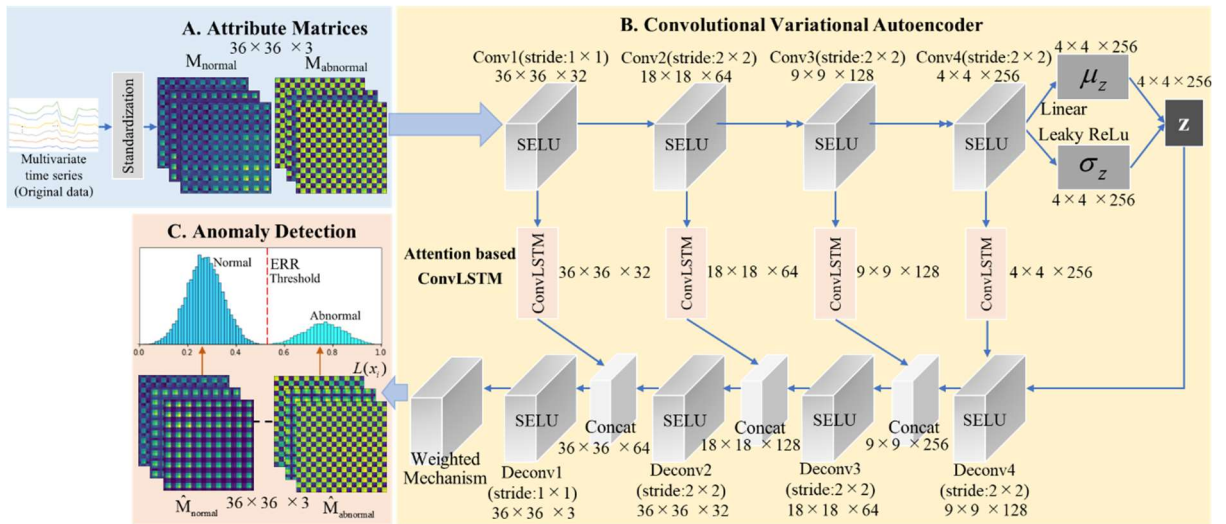 A. Attribute Matrices
36×36 ×3
M_normal
M_abnormal
Standardization
Multivariate
time series
(Original data)
B. Convolutional Variational Autoencoder
Conv1(stride:1×1)
36×36 ×32
Conv2(stride:2×2)
18×18 ×64
Conv3(stride:2×2)
9×9 ×128
Conv4(stride:2×2)
4×4 ×256
4×4 ×256
μ_z
4×4 ×256
SELU
SELU
SELU
SELU
Linear
Leaky ReLu
σ_z
4×4 ×256
z
Attention based
ConvLSTM
ConvLSTM
36×36 ×32
ConvLSTM
18×18 ×64
ConvLSTM
9×9 ×128
ConvLSTM
4×4 ×256
Weighted
Mechanism
SELU
Deconv1
(stride:1×1)
36×36 ×3
Concat
36×36 ×64
SELU
Deconv2
(stride:2×2)
36×36 ×32
Concat
18×18 ×128
SELU
Deconv3
(stride:2×2)
18×18 ×64
Concat
9×9 ×256
SELU
Deconv4
(stride:2×2)
9×9 ×128
C. Anomaly Detection
Normal
ERR
Threshold
Abnormal
0.0 0.2 0.4 0.6 0.8 1.0
L(x_i)
M̂_normal
36×36 ×3
M̂_abnormal